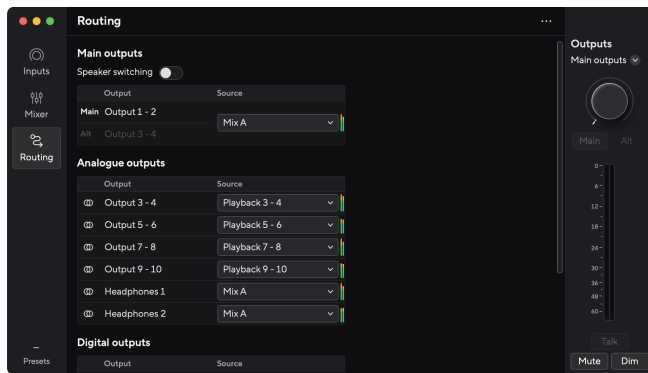 Routing
...
Inputs
Mixer
Routing
Presets
Main outputs
Speaker switching
Output Source
Main Output 1 - 2
Mix A
Alt Output 3 - 4
Analogue outputs
Output Source
Output 3 - 4 Playback 3 - 4
Output 5 - 6 Playback 5 - 6
Output 7 - 8 Playback 7 - 8
Output 9 - 10 Playback 9 - 10
Headphones 1 Mix A
Headphones 2 Mix A
Digital outputs
Output Source
Outputs
Main outputs
Main Alt
0
6
12
18
24
30
36
48
60
Talk
Mute Dim